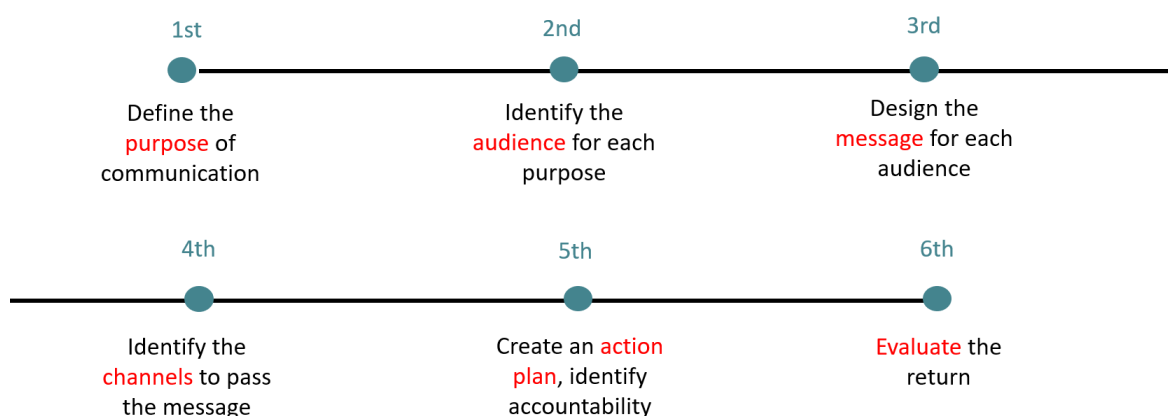 1st
Define the
purpose of
communication
2nd
Identify the
audience for each
purpose
3rd
Design the
message for each
audience
4th
Identify the
channels to pass
the message
5th
Create an action
plan, identify
accountability
6th
Evaluate the
return